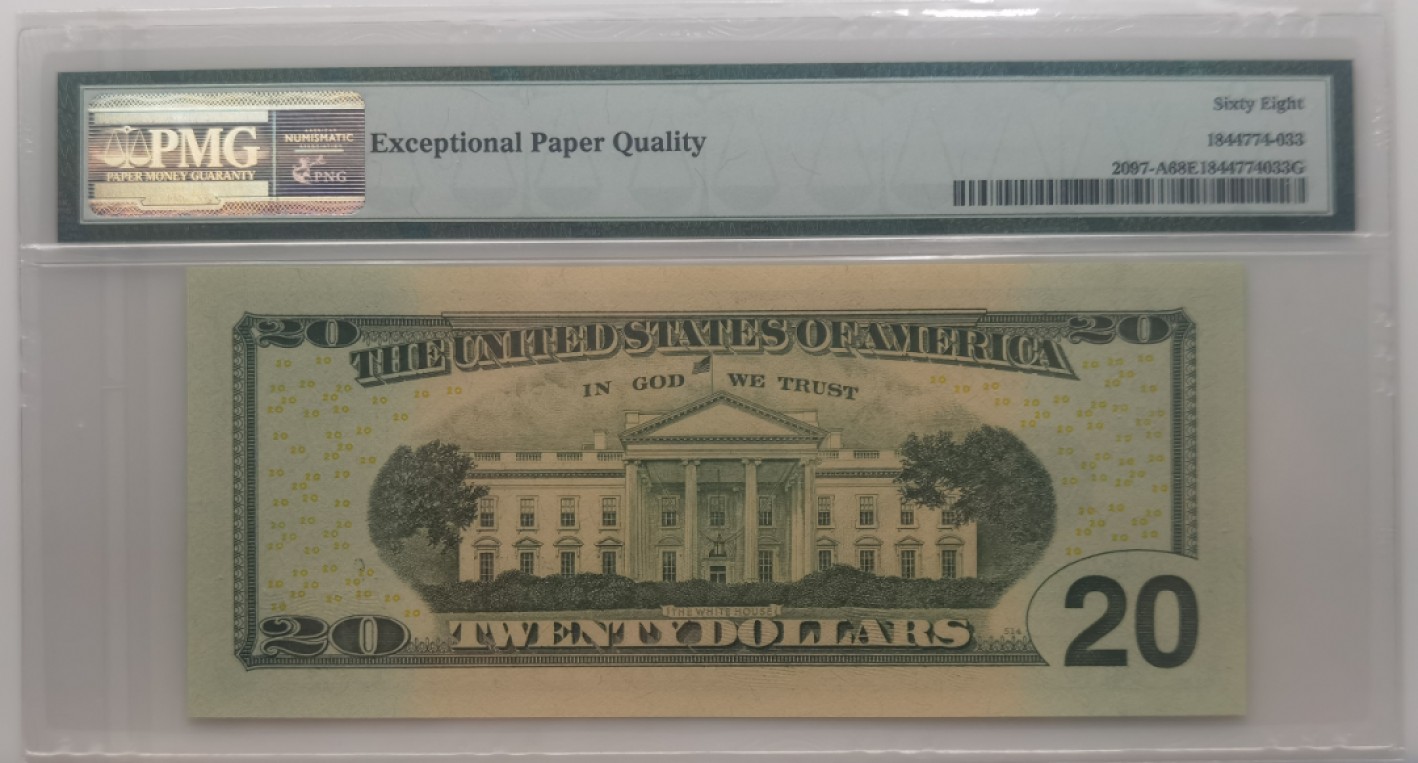 PMG
PAPER MONEY GUARANTY
NUMISMATIC
PNG
Exceptional Paper Quality
Sixty Eight
1844774-033
2097-A68E1844774033G
20
20
THE UNITED STATES OF AMERICA
IN GOD WE TRUST
THE WHITE HOUSE
20
TWENTY DOLLARS
20